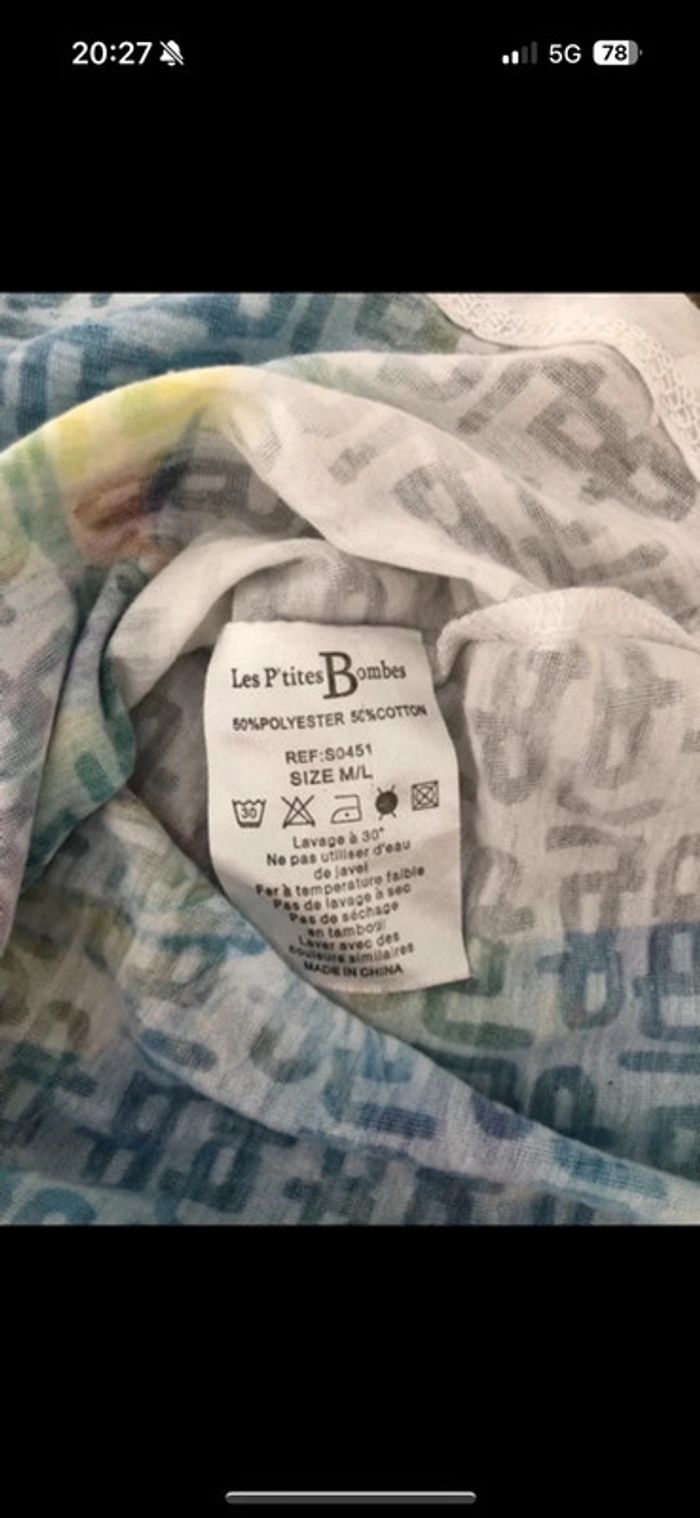 20:27 5G 78
Les P'tites Bombes
50%POLYESTER 50%COTTON
REF:S0451
SIZE M/L
30
Lavage à 30°
Ne pas utiliser d'eau
de javel
Fer à temperature faible
Pas de lavage à sec
Pas de séchage
en tambour
Laver avec des
couleurs similaires
MADE IN CHINA